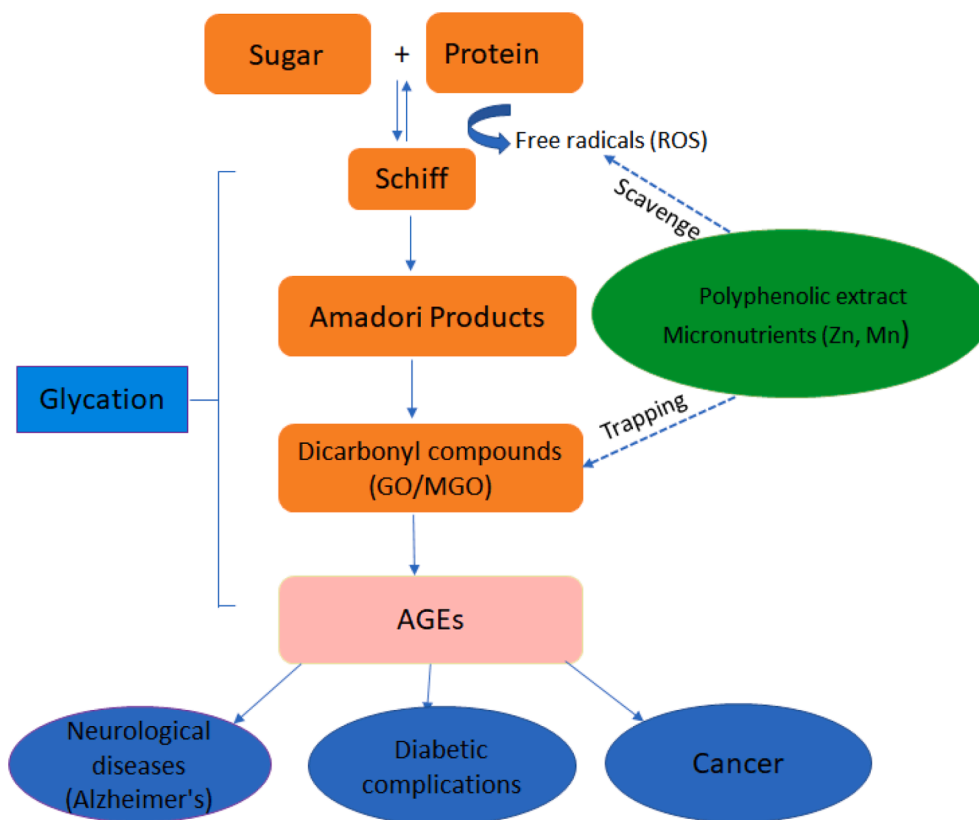 Sugar
+
Protein
Free radicals (ROS)
Schiff
Scavenge
Polyphenolic extract
Micronutrients (Zn, Mn)
Amadori Products
Glycation
Trapping
Dicarbonyl compounds
(GO/MGO)
AGEs
Neurological
diseases
(Alzheimer's)
Diabetic
complications
Cancer